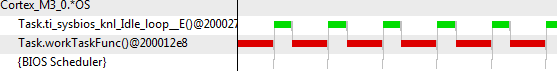 Cortex_M3_0.*OS
Task.ti_sysbios_knl_Idle_loop__E()@200027
Task.workTaskFunc()@200012e8
{BIOS Scheduler}